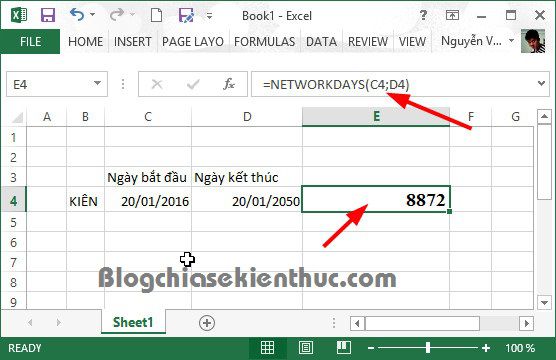 Book1 - Excel
FILE HOME INSERT PAGE LAYO FORMULAS DATA REVIEW VIEW Nguyễn V...
E4 fx =NETWORKDAYS(C4;D4)
A B C D E F G
1
2
3 Ngày bắt đầu Ngày kết thúc
4 KIÊN 20/01/2016 20/01/2050 8872
5
6
7
8 Blogchiasekienthuc.com
9
Sheet1
READY 100 %